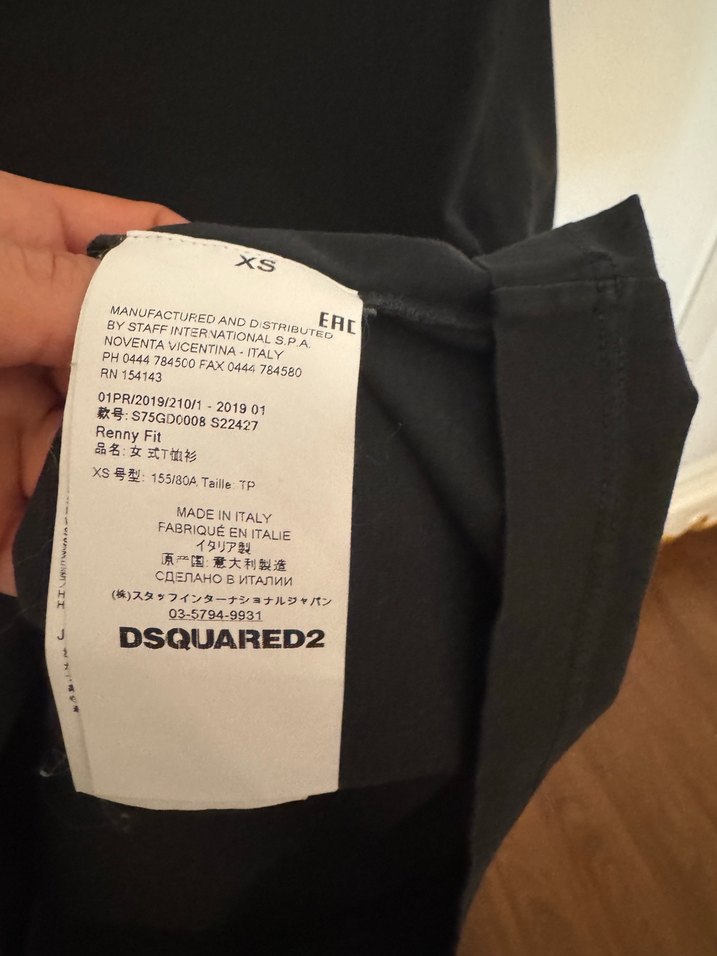 XS
EAC
MANUFACTURED AND DISTRIBUTED
BY STAFF INTERNATIONAL S.P.A.
NOVENTA VICENTINA - ITALY
PH 0444 784500 FAX 0444 784580
RN 154143
01PR/2019/210/1 - 2019 01
款号: S75GD0008 S22427
Renny Fit
品名: 女 式T恤衫
XS 号型: 155/80A Taille: TP
MADE IN ITALY
FABRIQUÉ EN ITALIE
イタリア製
原产国: 意大利製造
СДЕЛАНО В ИТАЛИИ
(株)スタッフインターナショナルジャパン
03-5794-9931
DSQUARED2